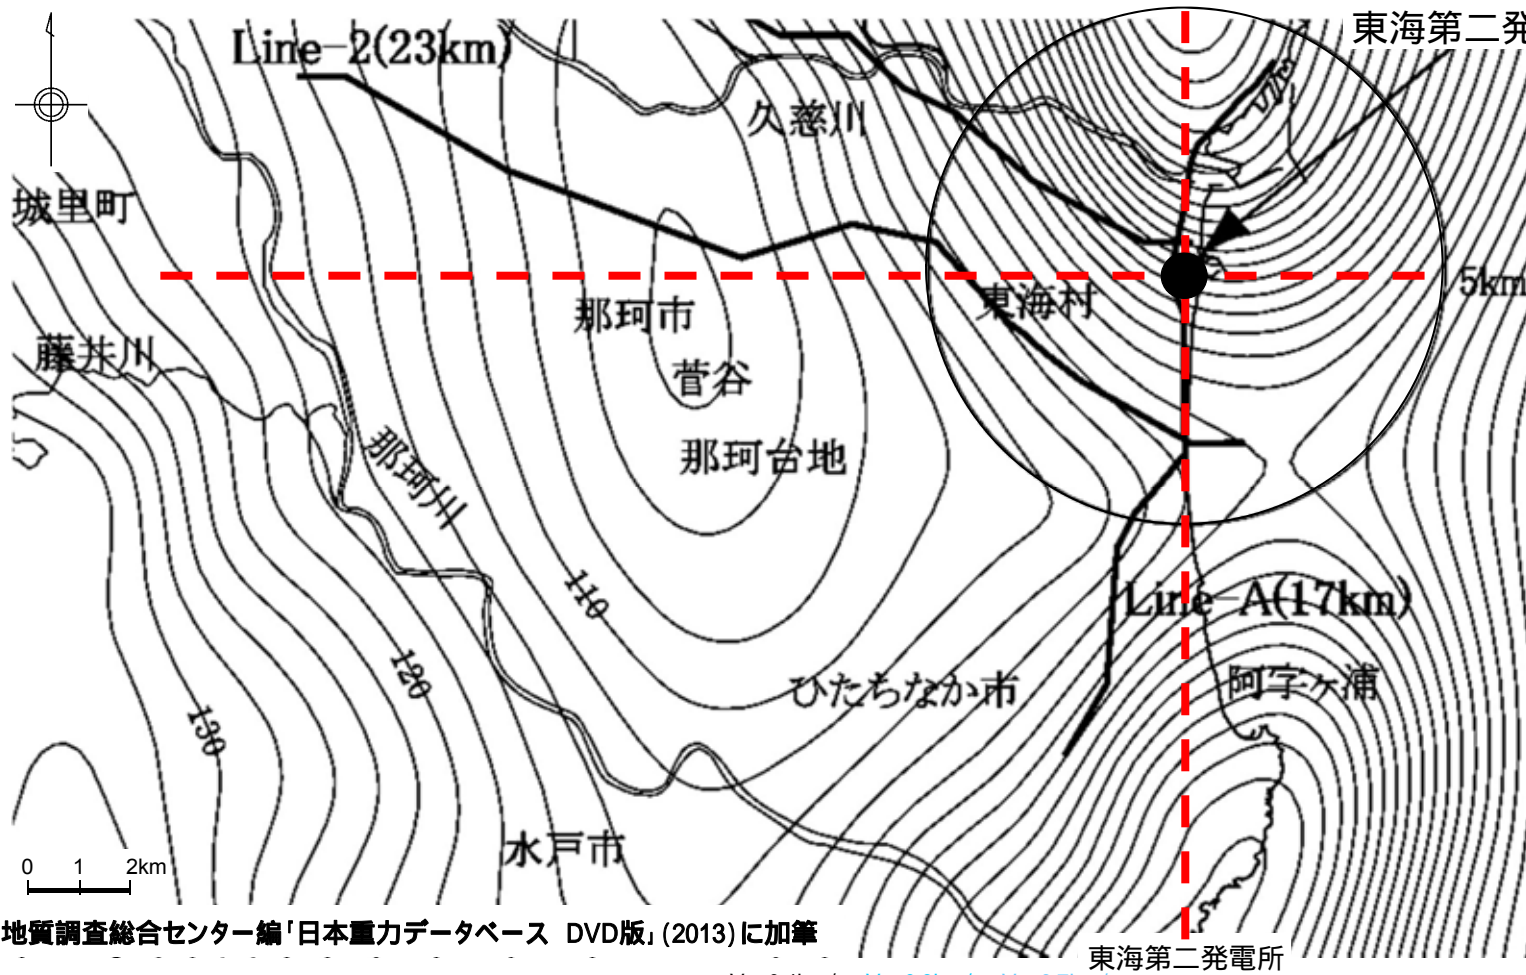 東海第二発
Line-2(23km)
久慈川
城里町
5km
東海村
那珂市
藤井川
菅谷
那珂台地
那珂川
110
Line-A(17km)
120
阿字ヶ浦
ひたちなか市
130
水戸市
0 1 2km
地質調査総合センター編「日本重力データベース DVD版」(2013)に加筆
東海第二発電所